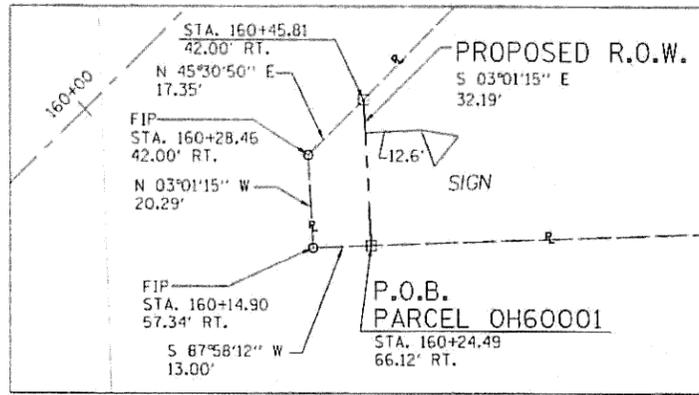 STA. 160+45.81
42.00' RT.
N 45°30'50" E
17.35'
PROPOSED R.O.W.
S 03°01'15" E
32.19'
160+00
FIP
STA. 160+28.46
42.00' RT.
12.6'
SIGN
N 03°01'15" W
20.29'
FIP
STA. 160+14.90
57.34' RT.
S 87°58'12" W
13.00'
P.O.B.
PARCEL OH60001
STA. 160+24.49
66.12' RT.